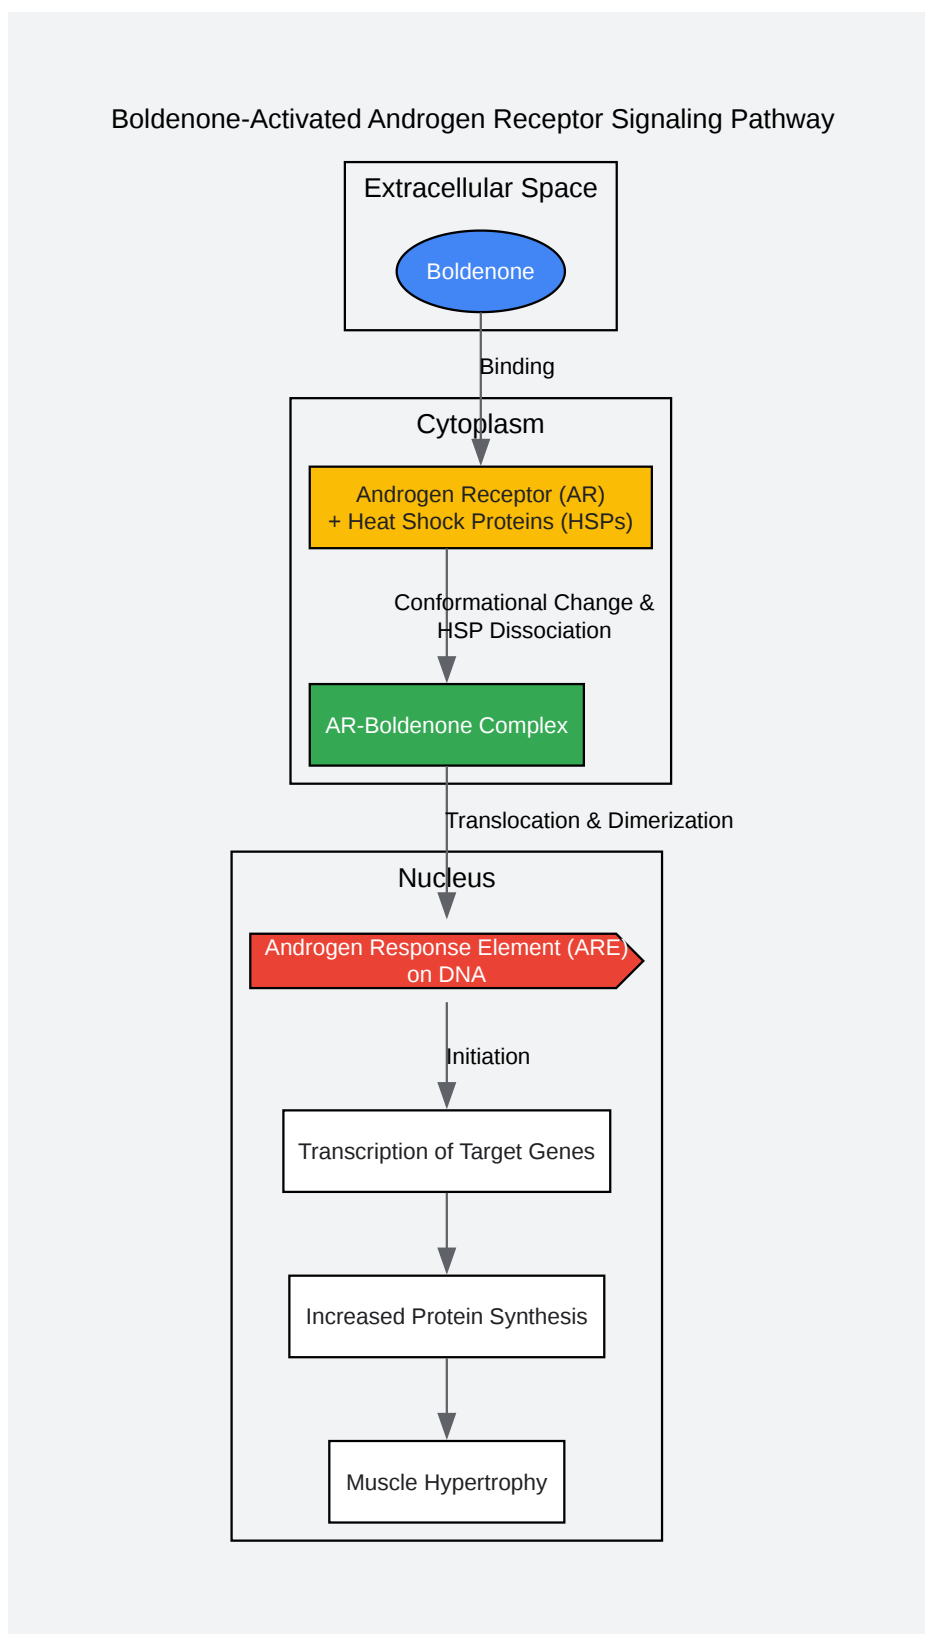 Boldenone-Activated Androgen Receptor Signaling Pathway
Extracellular Space
Boldenone
Binding
Cytoplasm
Androgen Receptor (AR)
+ Heat Shock Proteins (HSPs)
Conformational Change &
HSP Dissociation
AR-Boldenone Complex
Translocation & Dimerization
Nucleus
Androgen Response Element (ARE)
on DNA
Initiation
Transcription of Target Genes
Increased Protein Synthesis
Muscle Hypertrophy